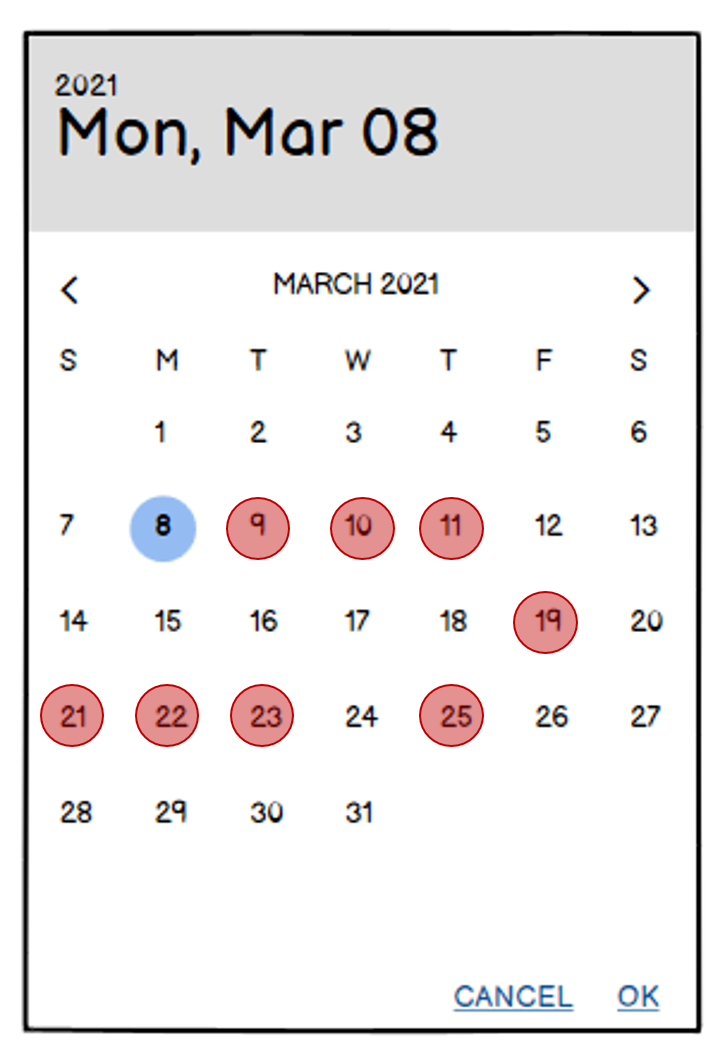 2021
Mon, Mar 08
MARCH 2021
S M T W T F S
1 2 3 4 5 6
7 8 9 10 11 12 13
14 15 16 17 18 19 20
21 22 23 24 25 26 27
28 29 30 31
CANCEL OK